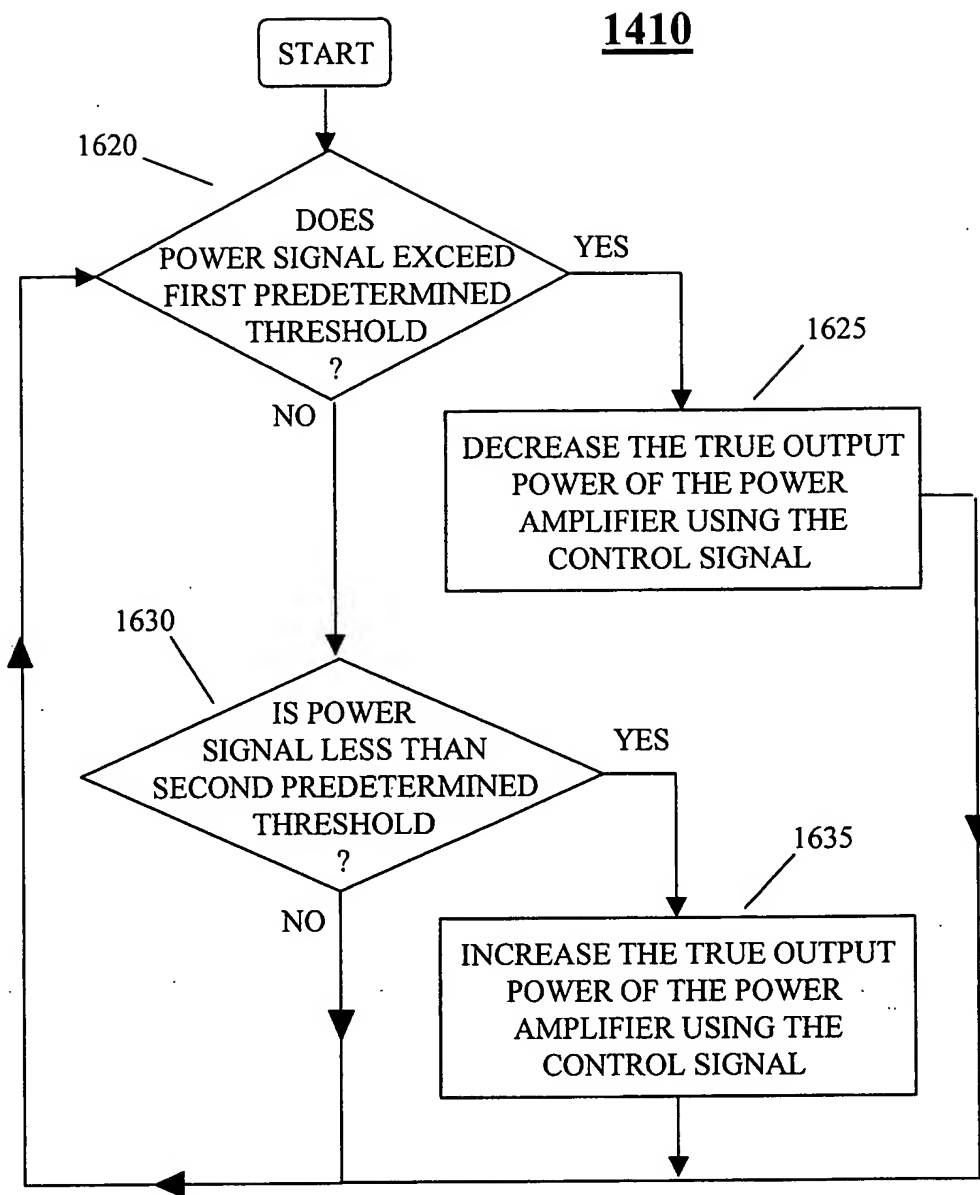 1410
START
1620
DOES
POWER SIGNAL EXCEED
FIRST PREDETERMINED
THRESHOLD
?
YES
NO
1625
DECREASE THE TRUE OUTPUT
POWER OF THE POWER
AMPLIFIER USING THE
CONTROL SIGNAL
1630
IS POWER
SIGNAL LESS THAN
SECOND PREDETERMINED
THRESHOLD
?
YES
NO
1635
INCREASE THE TRUE OUTPUT
POWER OF THE POWER
AMPLIFIER USING THE
CONTROL SIGNAL